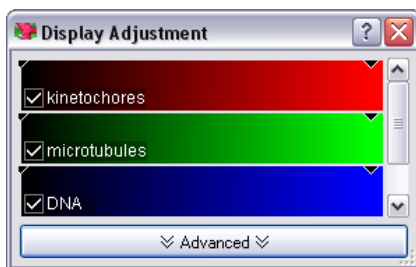 Display Adjustment
kinetochores
microtubules
DNA
Advanced